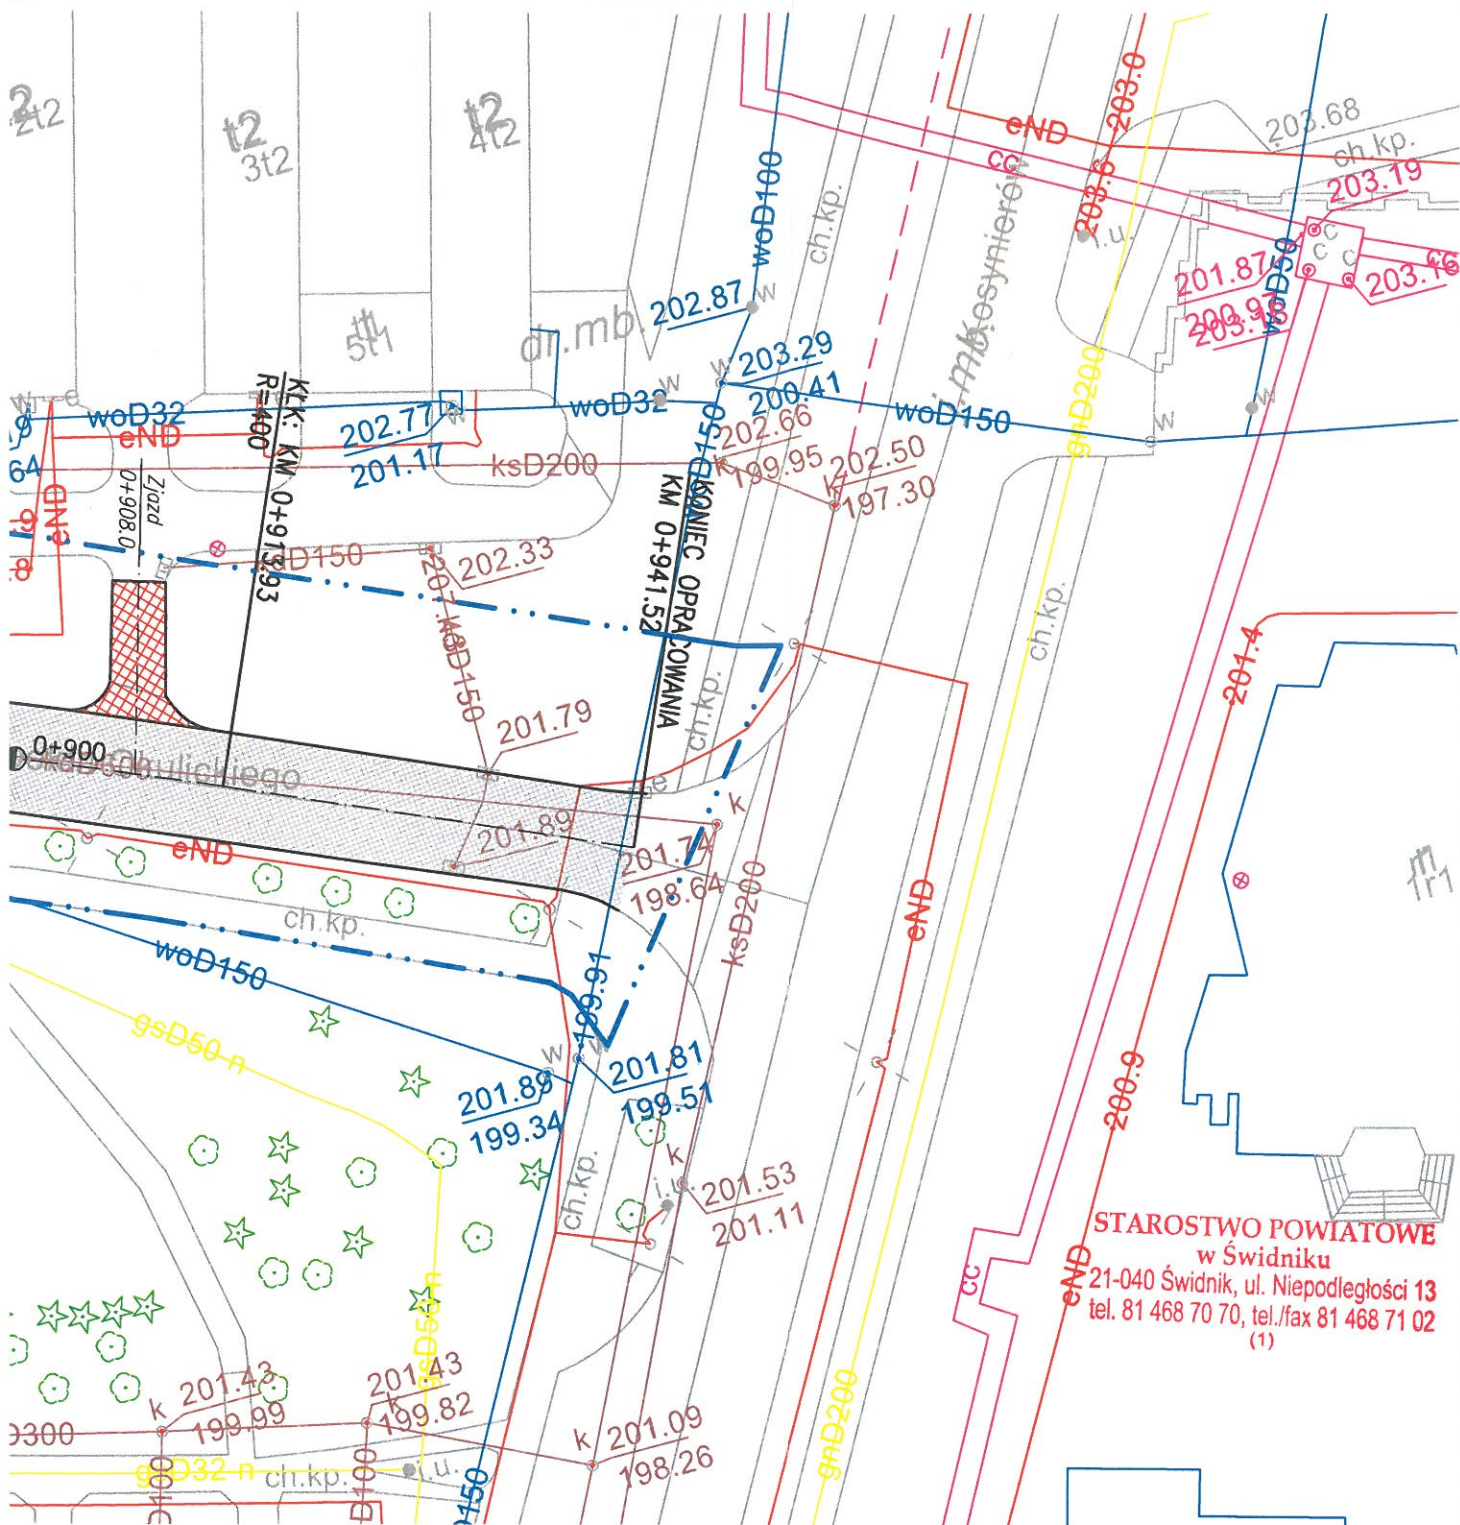 2t2
t2
3t2
t2
4t2
5t1
dr.mb.
woD100
ch.kp.
eND
203.0
203.6
cc
i.u.
203.68
ch.kp.
203.19
c
c
c
cc
201.87
woD50
202.87
w
w
203.29
200.41
w
w
e
woD32
eND
woD32
woD150
w
w
202.77
201.17
w
64
202.66
199.95
k
202.50
197.30
k
ksD200
gnD200
KŁK: KM 0+913.93
R=400
Zjazd
0+908.0
KONIEC OPRACOWANIA
KM 0+941.52
eND
202.33
ksD150
ch.kp.
ch.kp.
201.4
201.79
0+900
e
k
201.89
201.74
198.64
eND
ch.kp.
ksD200
eND
woD150
199.91
gsD50 n
w
w
201.81
199.51
201.89
199.34
200.9
k
i.u.
201.53
201.11
k
ch.kp.
STAROSTWO POWIATOWE
w Świdniku
21-040 Świdnik, ul. Niepodległości 13
tel. 81 468 70 70, tel./fax 81 468 71 02
(1)
cc
eND
gsD50 n
k
201.43
199.99
k
201.43
199.82
k
201.09
198.26
gnD200
gsD32 n
ch.kp.
i.u.
D100
D100